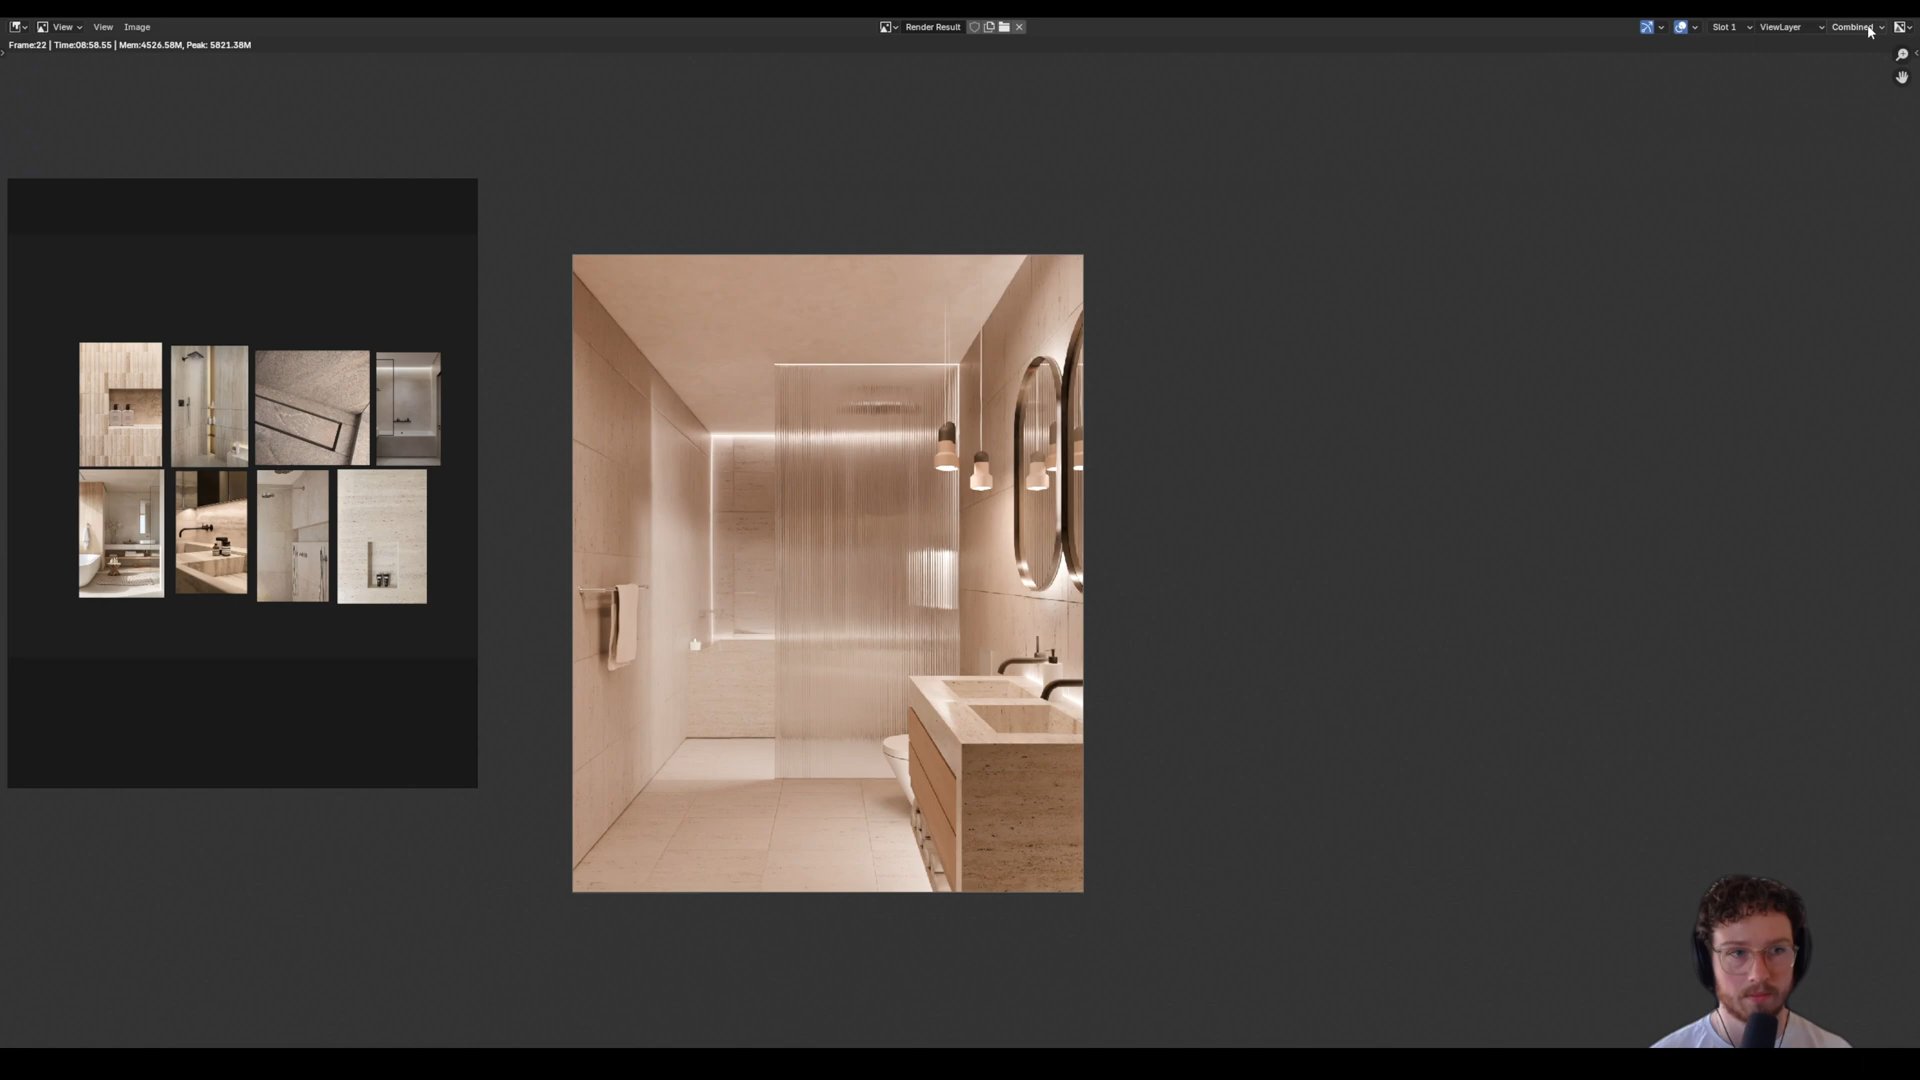 View View Image Render Result Slot 1 ViewLayer Combined
Frame:22 | Time:08:58.55 | Mem:4526.58M, Peak: 5821.38M